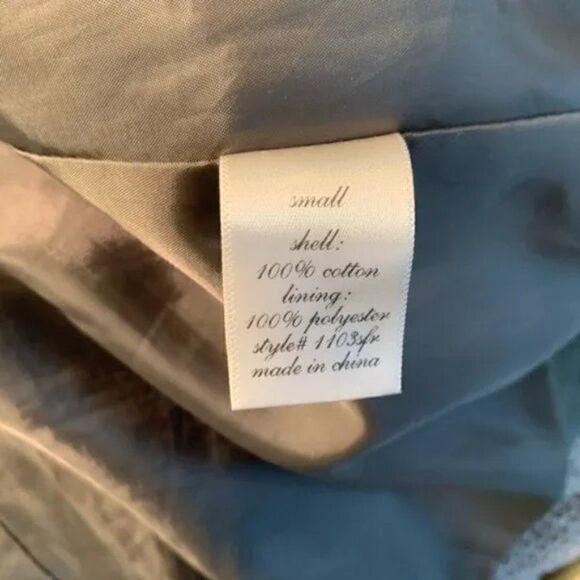 small
shell:
100% cotton
lining:
100% polyester
style# 1103sfr
made in china